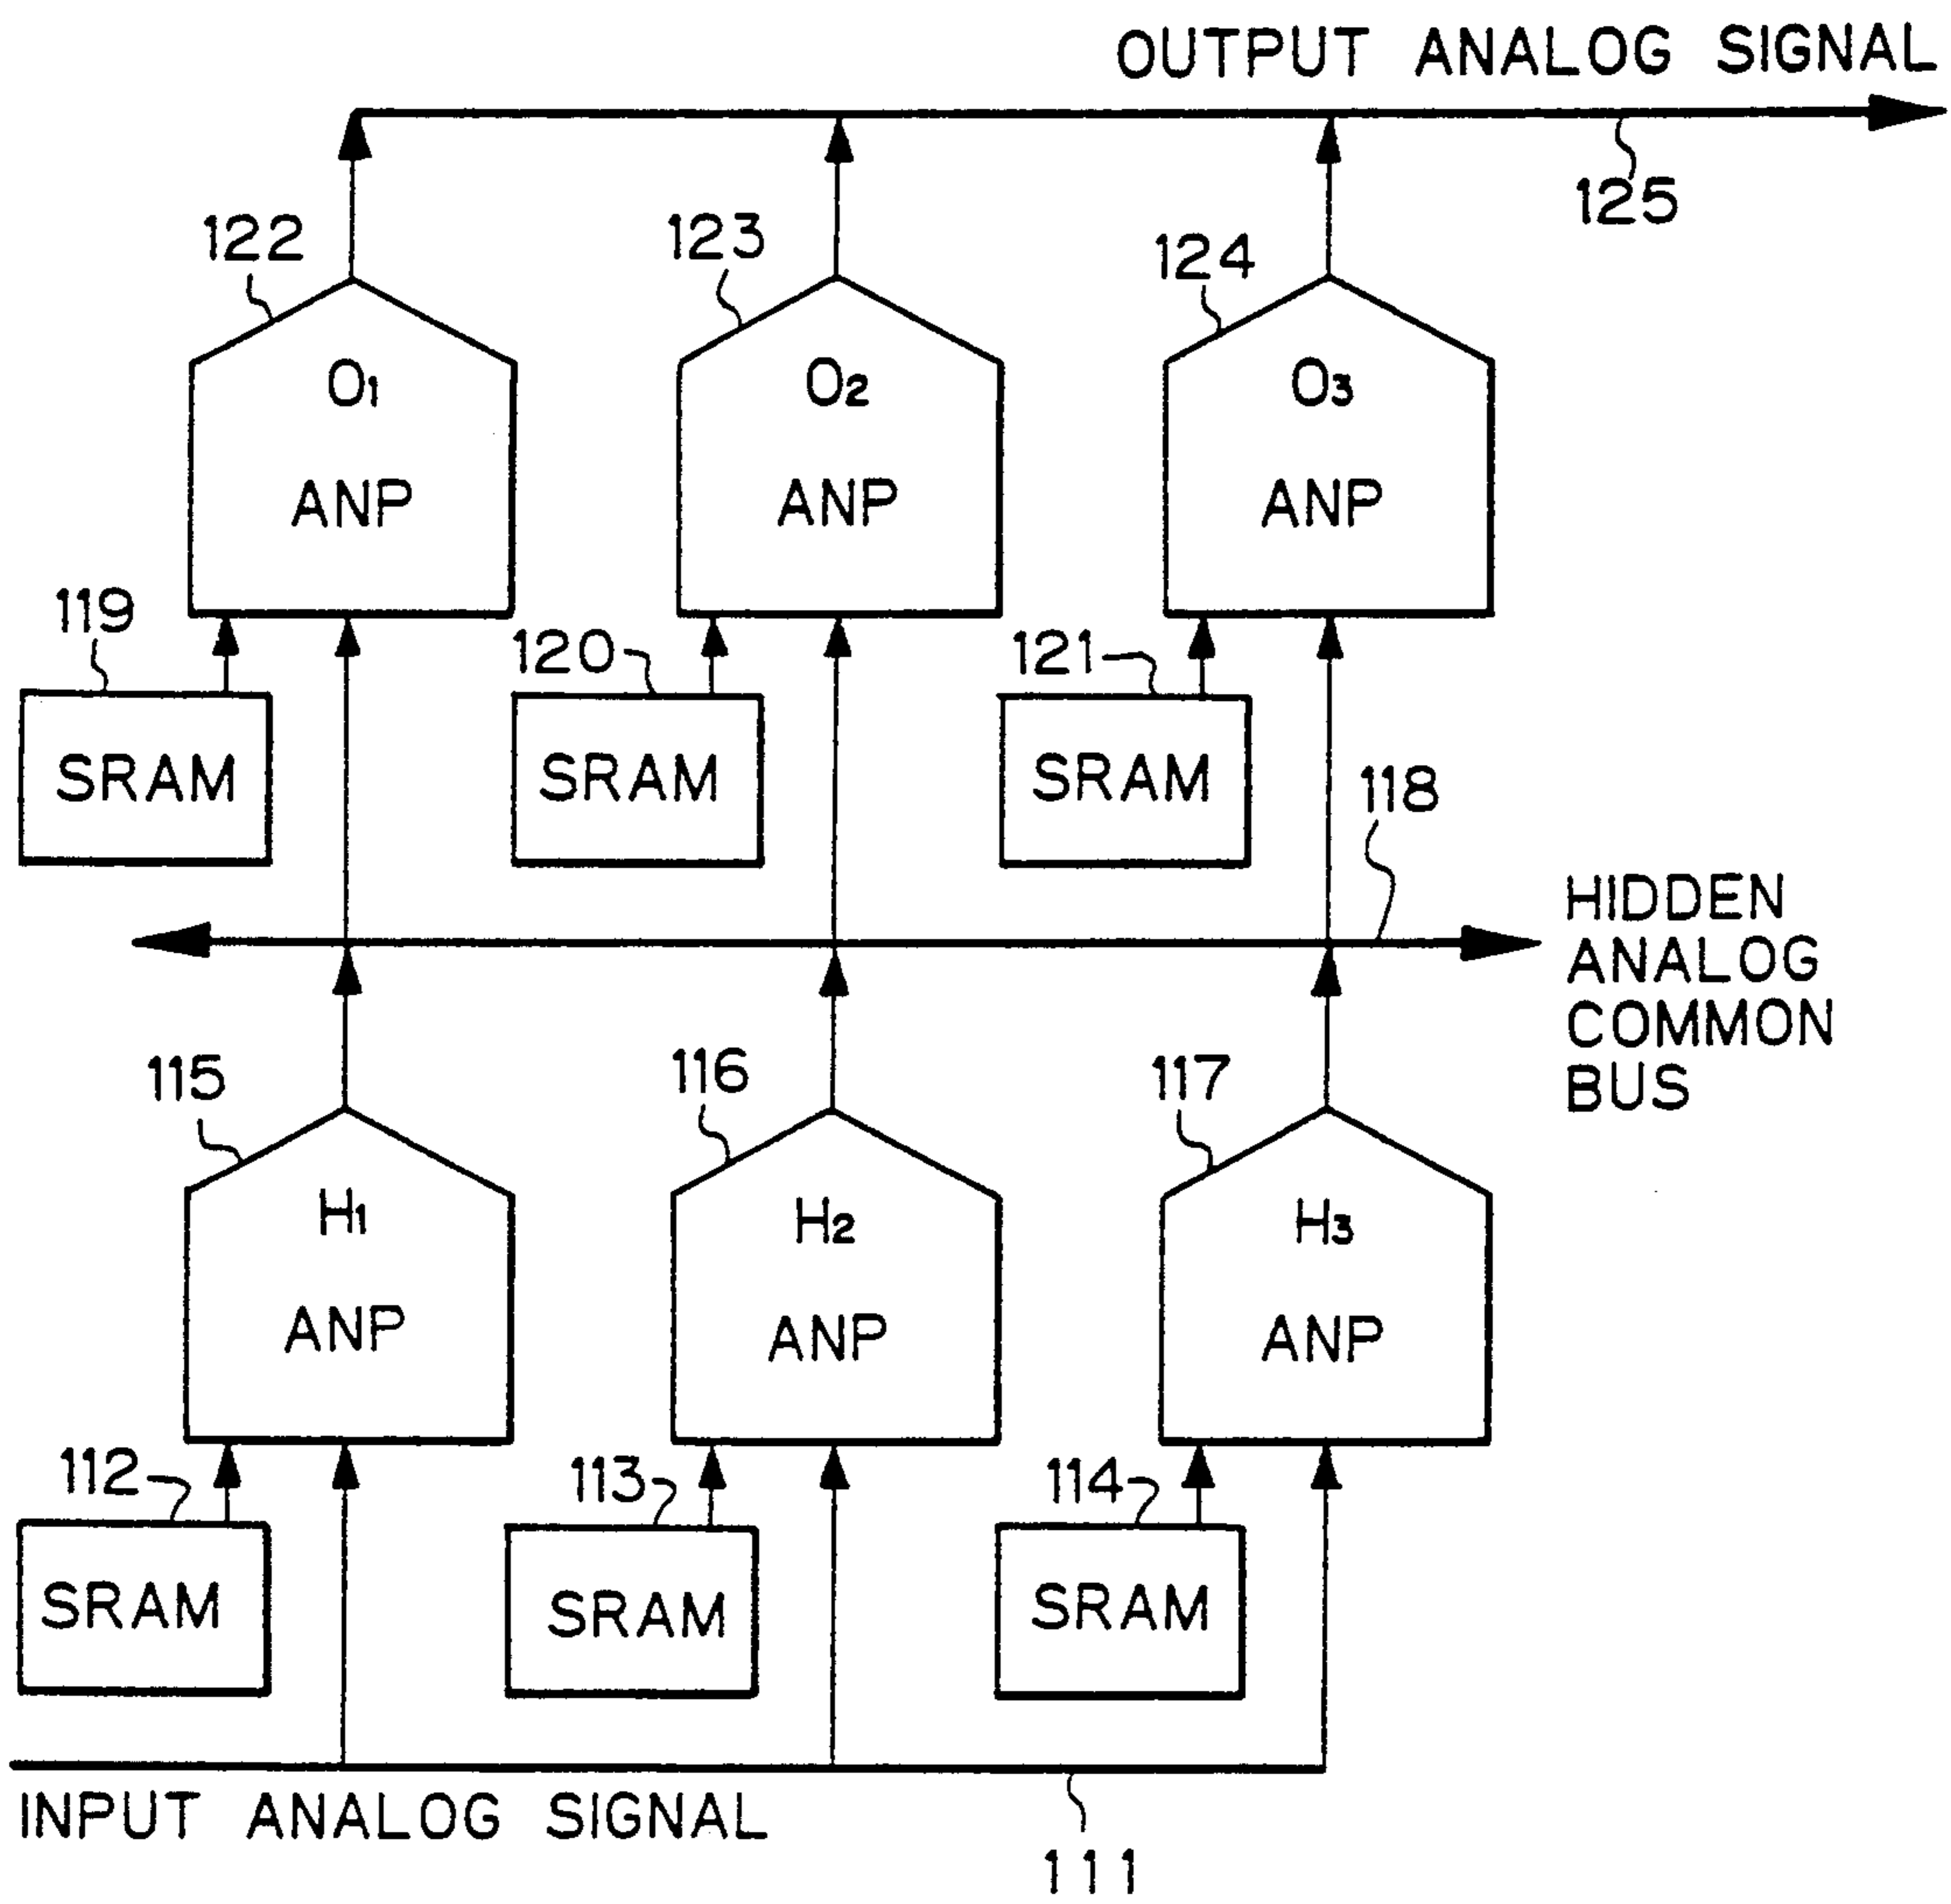 OUTPUT ANALOG SIGNAL
125
122
123
124
O1
O2
O3
ANP
ANP
ANP
119
120
121
SRAM
SRAM
SRAM
118
HIDDEN
ANALOG
COMMON
BUS
115
116
117
H1
H2
H3
ANP
ANP
ANP
112
113
114
SRAM
SRAM
SRAM
INPUT ANALOG SIGNAL
111